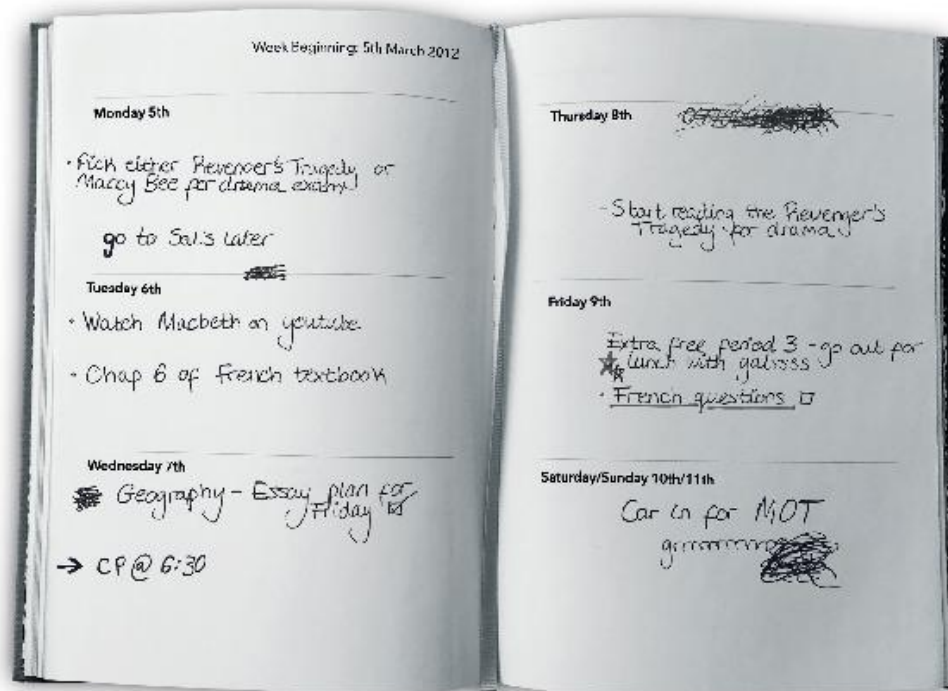 Week Beginning: 5th March 2012
Monday 5th
· Pick either Revenger's Tragedy or
Maccy Bee for drama exam
go to Sal's later
Tuesday 6th
· Watch Macbeth on youtube
· Chap 6 of French textbook
Wednesday 7th
Geography - Essay plan for
Friday
→ CP @ 6:30
Thursday 8th
- Start reading the Revenger's
Tragedy for drama
Friday 9th
Extra free period 3 - go out for
lunch with galsss
· French questions
Saturday/Sunday 10th/11th
Car in for MOT